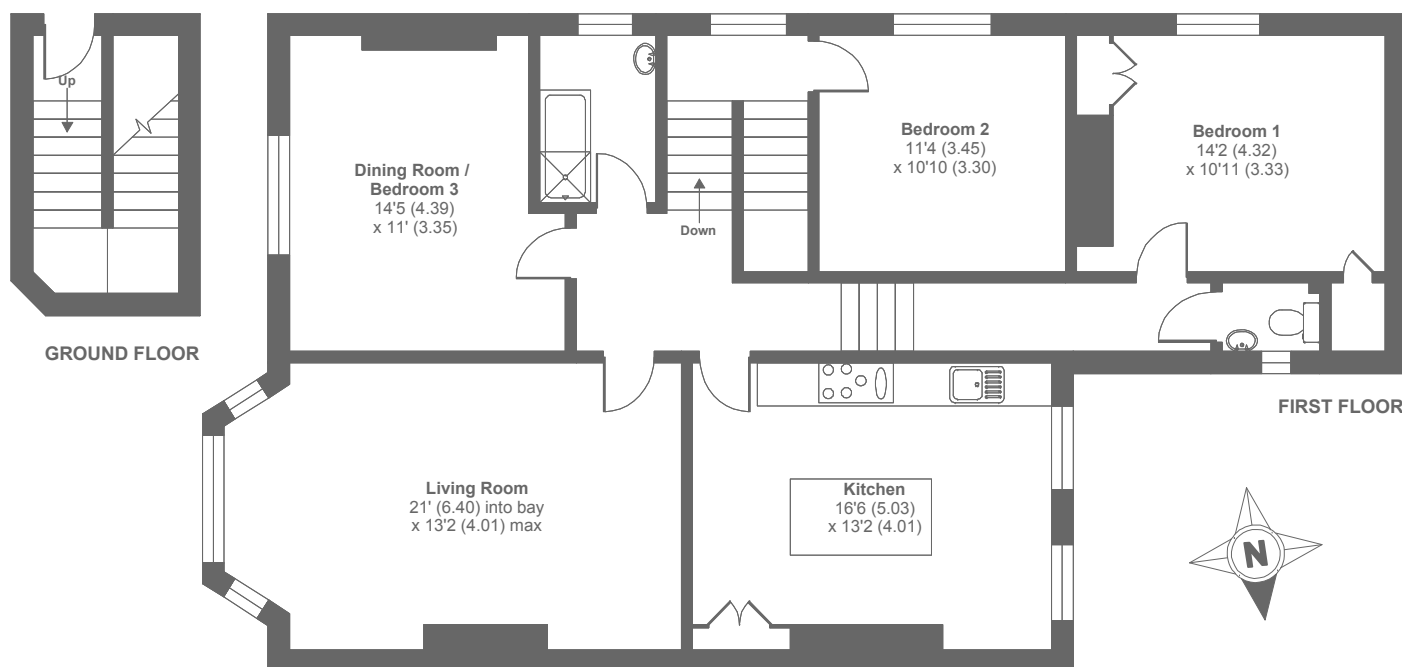 Up
GROUND FLOOR
Dining Room /
Bedroom 3
14'5 (4.39)
x 11' (3.35)
Down
Bedroom 2
11'4 (3.45)
x 10'10 (3.30)
Bedroom 1
14'2 (4.32)
x 10'11 (3.33)
FIRST FLOOR
Living Room
21' (6.40) into bay
x 13'2 (4.01) max
Kitchen
16'6 (5.03)
x 13'2 (4.01)
N